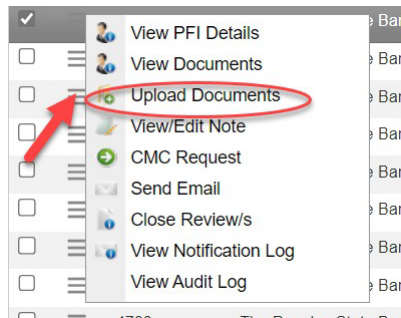 View PFI Details
View Documents
Upload Documents
View/Edit Note
CMC Request
Send Email
Close Review/s
View Notification Log
View Audit Log